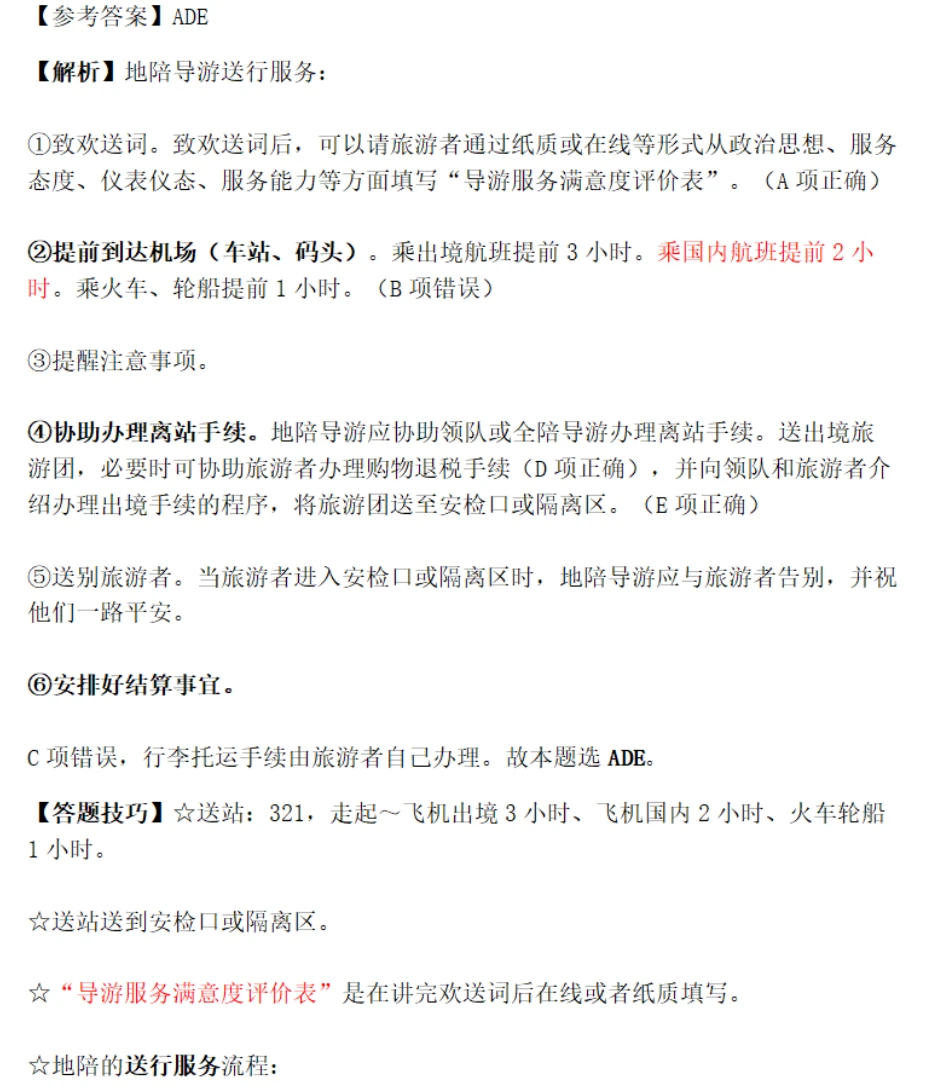 【参考答案】ADE
【解析】地陪导游送行服务：
①致欢送词。致欢送词后，可以请旅游者通过纸质或在线等形式从政治思想、服务
态度、仪表仪态、服务能力等方面填写“导游服务满意度评价表”。（A 项正确）
②提前到达机场（车站、码头）。乘出境航班提前 3 小时。乘国内航班提前 2 小
时。乘火车、轮船提前 1 小时。（B 项错误）
③提醒注意事项。
④协助办理离站手续。地陪导游应协助领队或全陪导游办理离站手续。送出境旅
游团，必要时可协助旅游者办理购物退税手续（D 项正确），并向领队和旅游者介
绍办理出境手续的程序，将旅游团送至安检口或隔离区。（E 项正确）
⑤送别旅游者。当旅游者进入安检口或隔离区时，地陪导游应与旅游者告别，并祝
他们一路平安。
⑥安排好结算事宜。
C 项错误，行李托运手续由旅游者自己办理。故本题选 ADE。
【答题技巧】☆送站：321，走起～飞机出境 3 小时、飞机国内 2 小时、火车轮船
1 小时。
☆送站送到安检口或隔离区。
☆“导游服务满意度评价表”是在讲完欢送词后在线或者纸质填写。
☆地陪的送行服务流程：